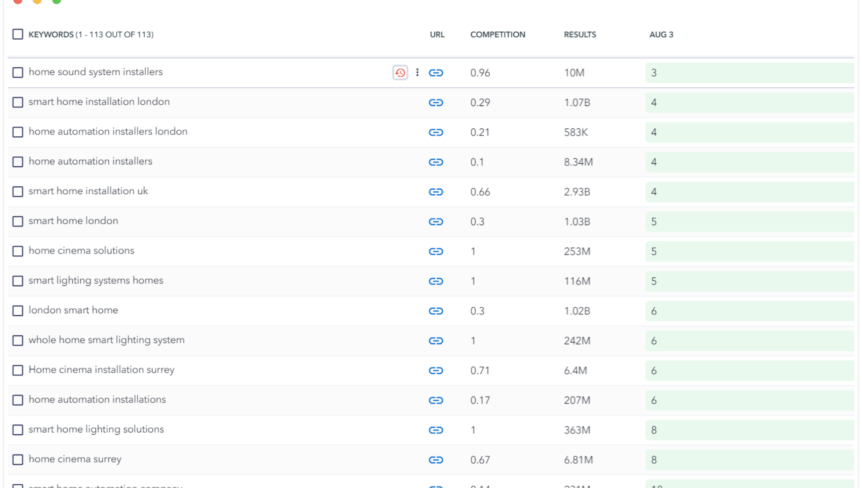 KEYWORDS (1 - 113 OUT OF 113) URL COMPETITION RESULTS AUG 3
home sound system installers 0.96 10M 3
smart home installation london 0.29 1.07B 4
home automation installers london 0.21 583K 4
home automation installers 0.1 8.34M 4
smart home installation uk 0.66 2.93B 4
smart home london 0.3 1.03B 5
home cinema solutions 1 253M 5
smart lighting systems homes 1 116M 5
london smart home 0.3 1.02B 6
whole home smart lighting system 1 242M 6
Home cinema installation surrey 0.71 6.4M 6
home automation installations 0.17 207M 6
smart home lighting solutions 1 363M 8
home cinema surrey 0.67 6.81M 8
smart home automation company